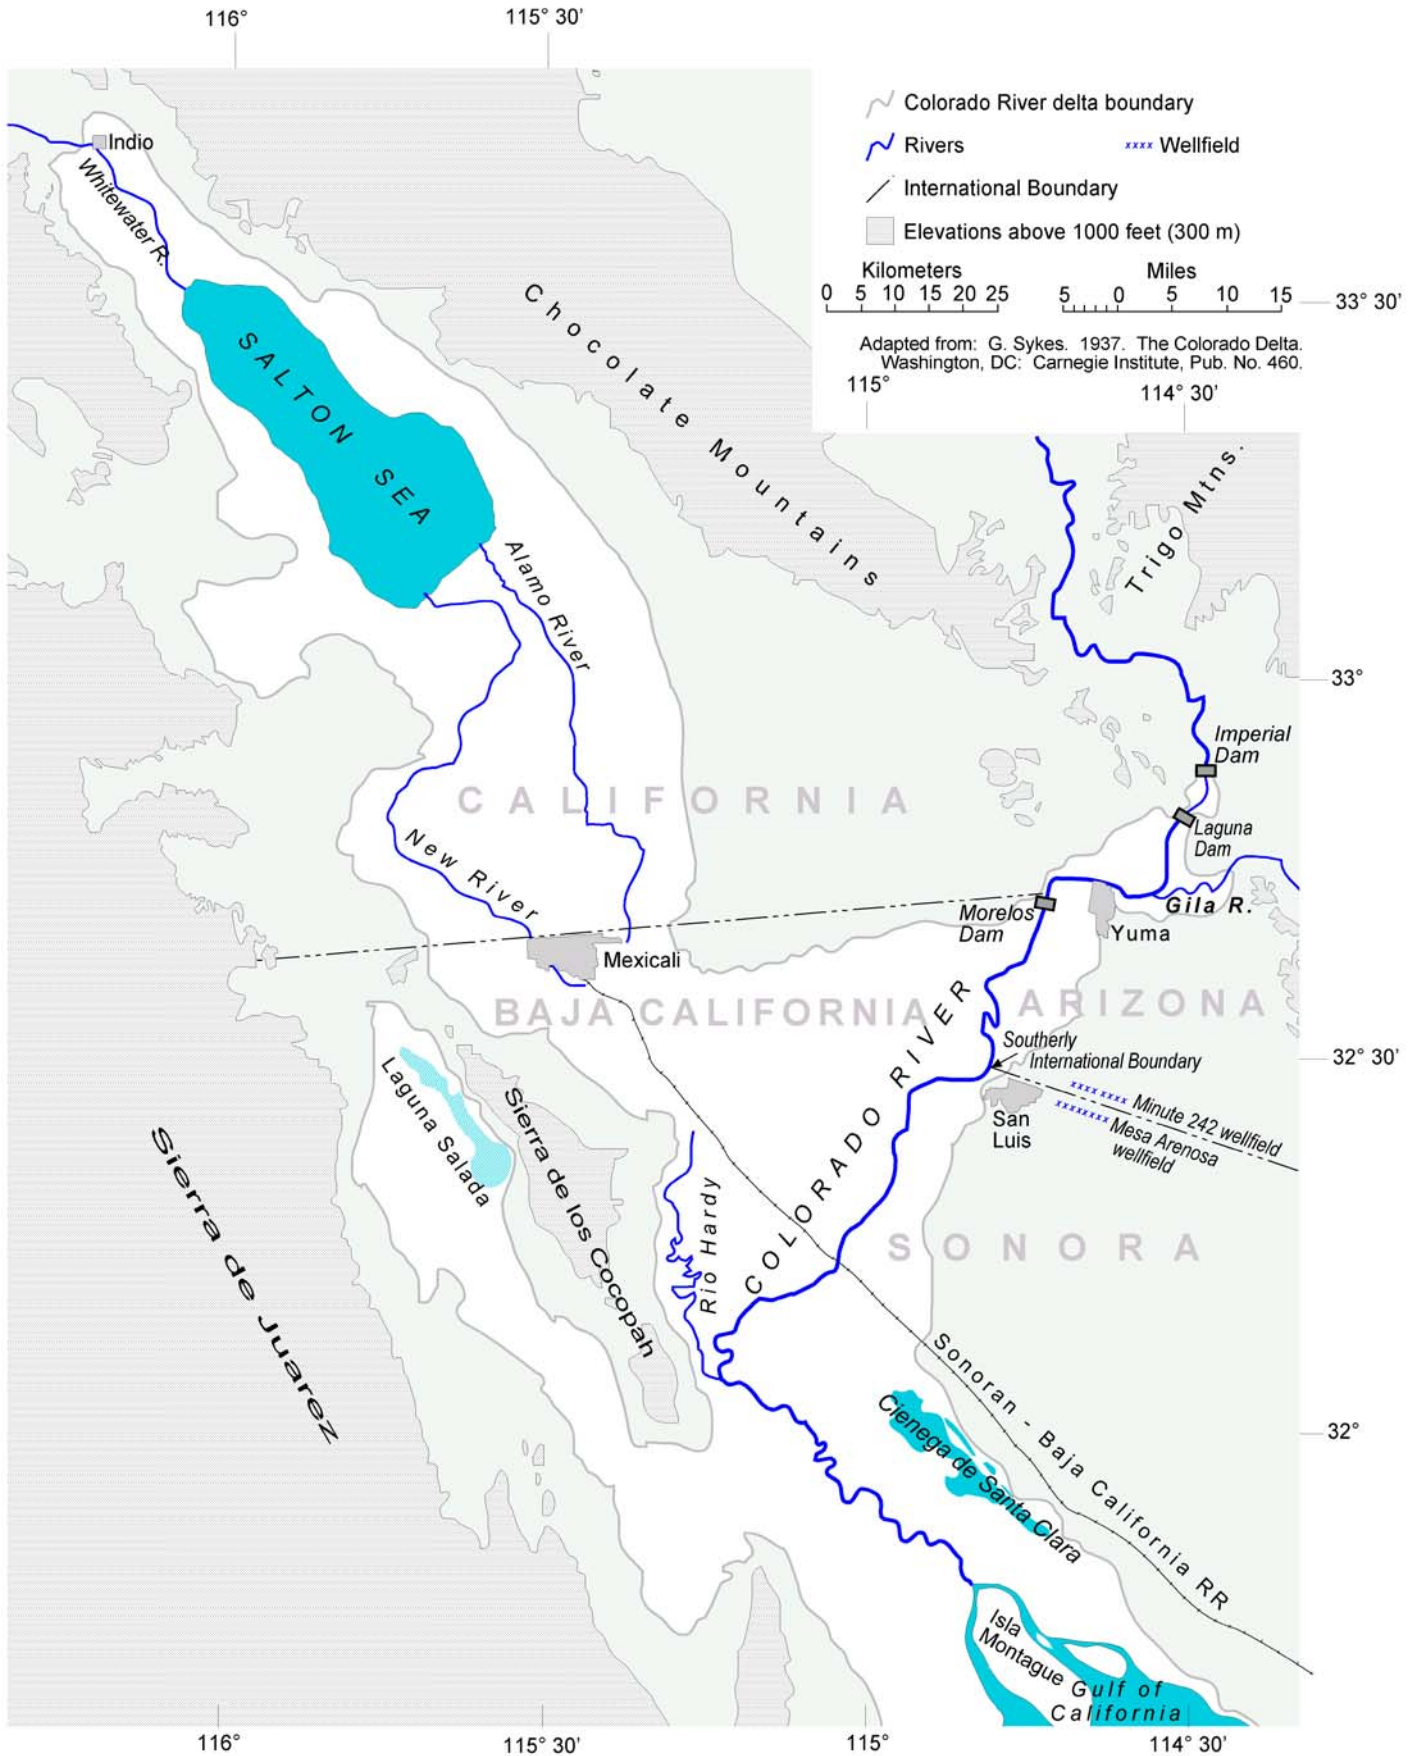 116°
115° 30'
Colorado River delta boundary
Rivers
xxxx Wellfield
International Boundary
Elevations above 1000 feet (300 m)
Kilometers
Miles
0 5 10 15 20 25
5 0 5 10 15
33° 30'
Adapted from: G. Sykes. 1937. The Colorado Delta.
Washington, DC: Carnegie Institute, Pub. No. 460.
115°
114° 30'
Indio
Whitewater R.
SALTON SEA
Chocolate Mountains
Trigo Mtns.
Alamo River
33°
Imperial
Dam
CALIFORNIA
Laguna
Dam
New River
Gila R.
Morelos
Dam
Yuma
Mexicali
BAJA CALIFORNIA
ARIZONA
COLORADO RIVER
Southerly
International Boundary
32° 30'
Laguna Salada
Sierra de los Cocopah
San
Luis
xxxx xxxx Minute 242 wellfield
xxxxxxxx Mesa Arenosa
wellfield
Sierra de Juarez
Rio Hardy
SONORA
Sonoran - Baja California RR
Cienega de Santa Clara
32°
Isla
Montague
Gulf of
California
116°
115° 30'
115°
114° 30'